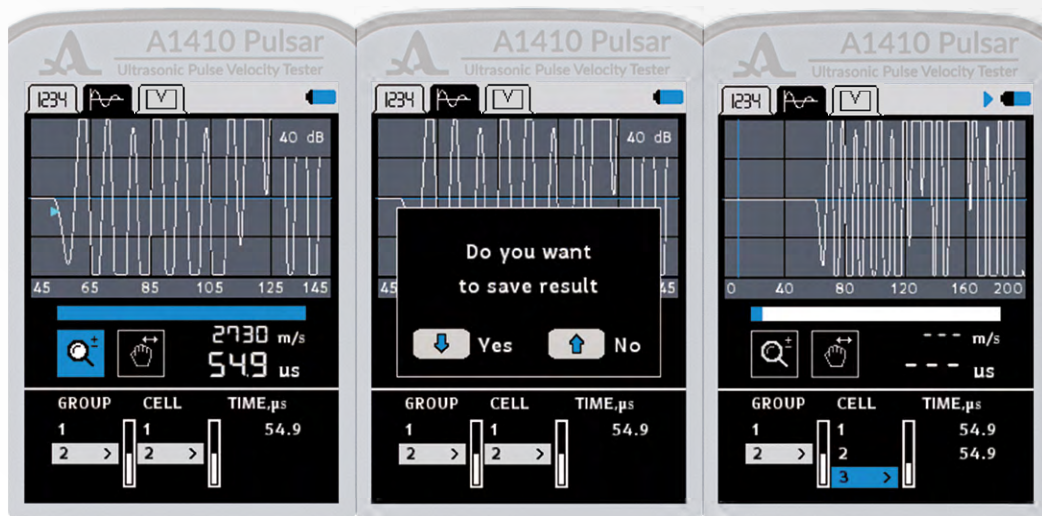 A1410 Pulsar
Ultrasonic Pulse Velocity Tester
1234
V
40 dB
45 65 85 105 125 145
2730 m/s
54.9 us
GROUP CELL TIME,µs
1 1 54.9
2 > 2 >
A1410 Pulsar
Ultrasonic Pulse Velocity Tester
1234
V
40 dB
45 45
Do you want
to save result
Yes No
GROUP CELL TIME,µs
1 1 54.9
2 > 2 >
A1410 Pulsar
Ultrasonic Pulse Velocity Tester
1234
V
0 40 80 120 160 200
--- m/s
--- us
GROUP CELL TIME,µs
1 1 54.9
2 > 2 54.9
3 >